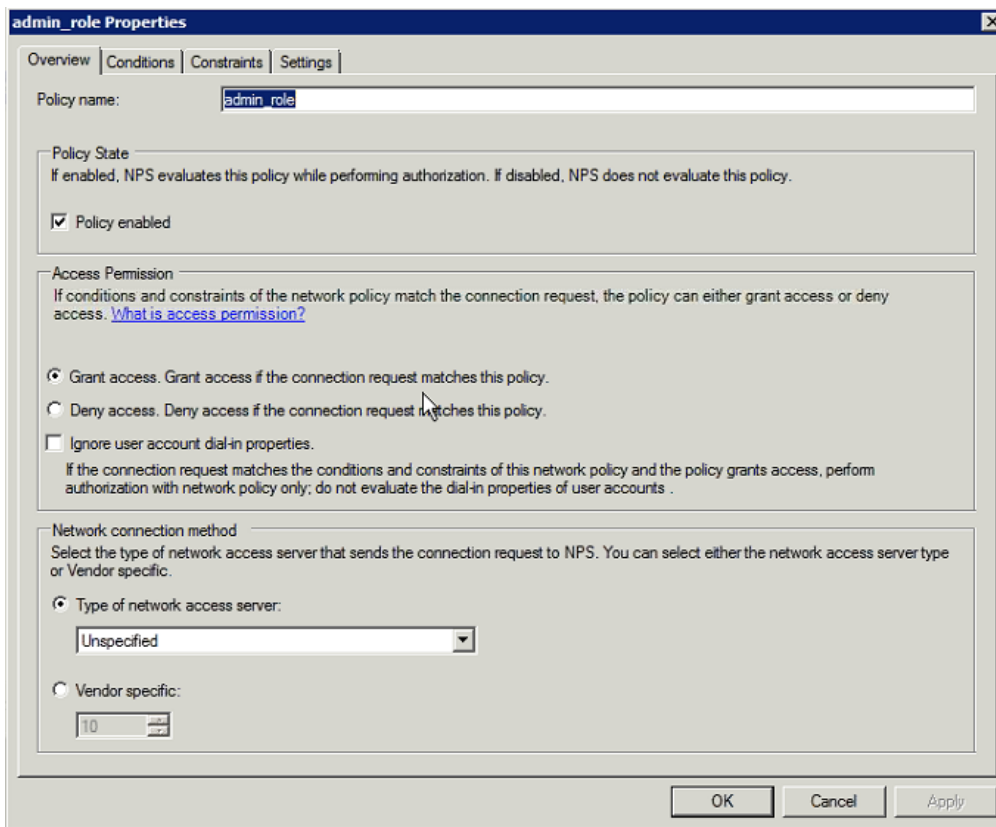 admin_role Properties
Overview
Conditions
Constraints
Settings
Policy name:
admin_role
Policy State
If enabled, NPS evaluates this policy while performing authorization. If disabled, NPS does not evaluate this policy.
Policy enabled
Access Permission
If conditions and constraints of the network policy match the connection request, the policy can either grant access or deny
access. What is access permission?
Grant access. Grant access if the connection request matches this policy.
Deny access. Deny access if the connection request matches this policy.
Ignore user account dial-in properties.
If the connection request matches the conditions and constraints of this network policy and the policy grants access, perform
authorization with network policy only; do not evaluate the dial-in properties of user accounts .
Network connection method
Select the type of network access server that sends the connection request to NPS. You can select either the network access server type
or Vendor specific.
Type of network access server:
Unspecified
Vendor specific:
10
OK
Cancel
Apply